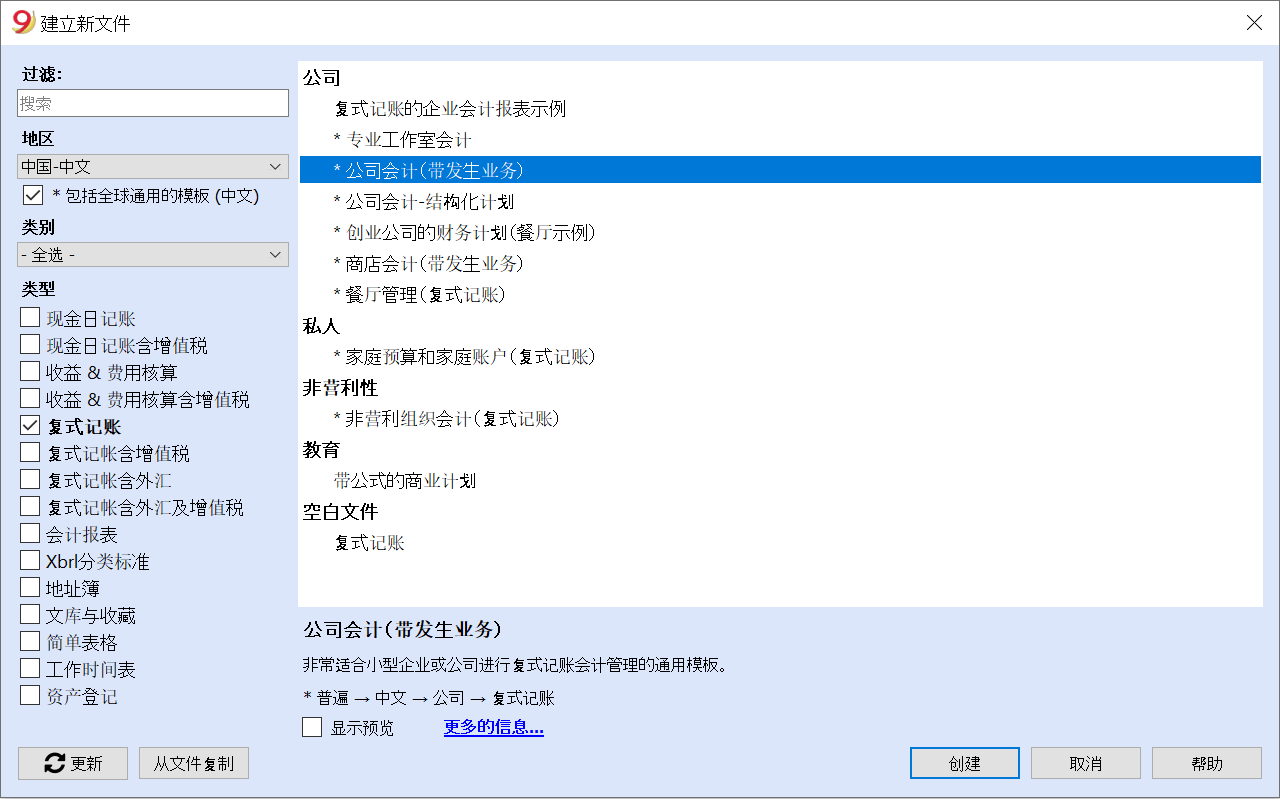 建立新文件
过滤:
搜索
地区
中国-中文
* 包括全球通用的模板 (中文)
类别
- 全选 -
类型
现金日记账
现金日记账含增值税
收益 & 费用核算
收益 & 费用核算含增值税
复式记账
复式记帐含增值税
复式记帐含外汇
复式记帐含外汇及增值税
会计报表
Xbrl分类标准
地址簿
文库与收藏
简单表格
工作时间表
资产登记
更新
从文件复制
公司
复式记账的企业会计报表示例
* 专业工作室会计
* 公司会计(带发生业务)
* 公司会计-结构化计划
* 创业公司的财务计划(餐厅示例)
* 商店会计(带发生业务)
* 餐厅管理(复式记账)
私人
* 家庭预算和家庭账户(复式记账)
非营利性
* 非营利组织会计(复式记账)
教育
带公式的商业计划
空白文件
复式记账
公司会计(带发生业务)
非常适合小型企业或公司进行复式记账会计管理的通用模板。
* 普遍 → 中文 → 公司 → 复式记账
显示预览
更多的信息...
创建
取消
帮助